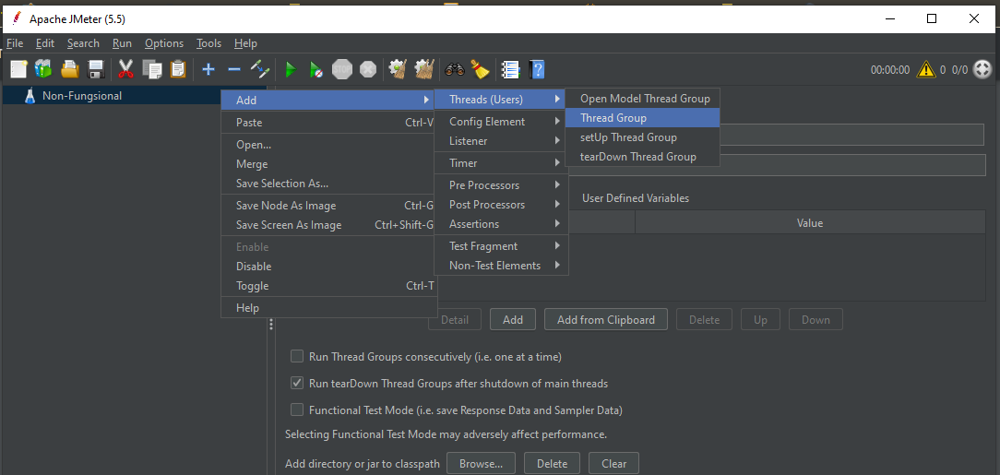 Apache JMeter (5.5)
File Edit Search Run Options Tools Help
STOP 00:00:00 0 0/0
Non-Fungsional
Add
Paste Ctrl-V
Open...
Merge
Save Selection As...
Save Node As Image Ctrl-G
Save Screen As Image Ctrl+Shift-G
Enable
Disable
Toggle Ctrl-T
Help
Threads (Users)
Config Element
Listener
Timer
Pre Processors
Post Processors
Assertions
Test Fragment
Non-Test Elements
Open Model Thread Group
Thread Group
setUp Thread Group
tearDown Thread Group
User Defined Variables
Value
Detail Add Add from Clipboard Delete Up Down
Run Thread Groups consecutively (i.e. one at a time)
Run tearDown Thread Groups after shutdown of main threads
Functional Test Mode (i.e. save Response Data and Sampler Data)
Selecting Functional Test Mode may adversely affect performance.
Add directory or jar to classpath Browse... Delete Clear